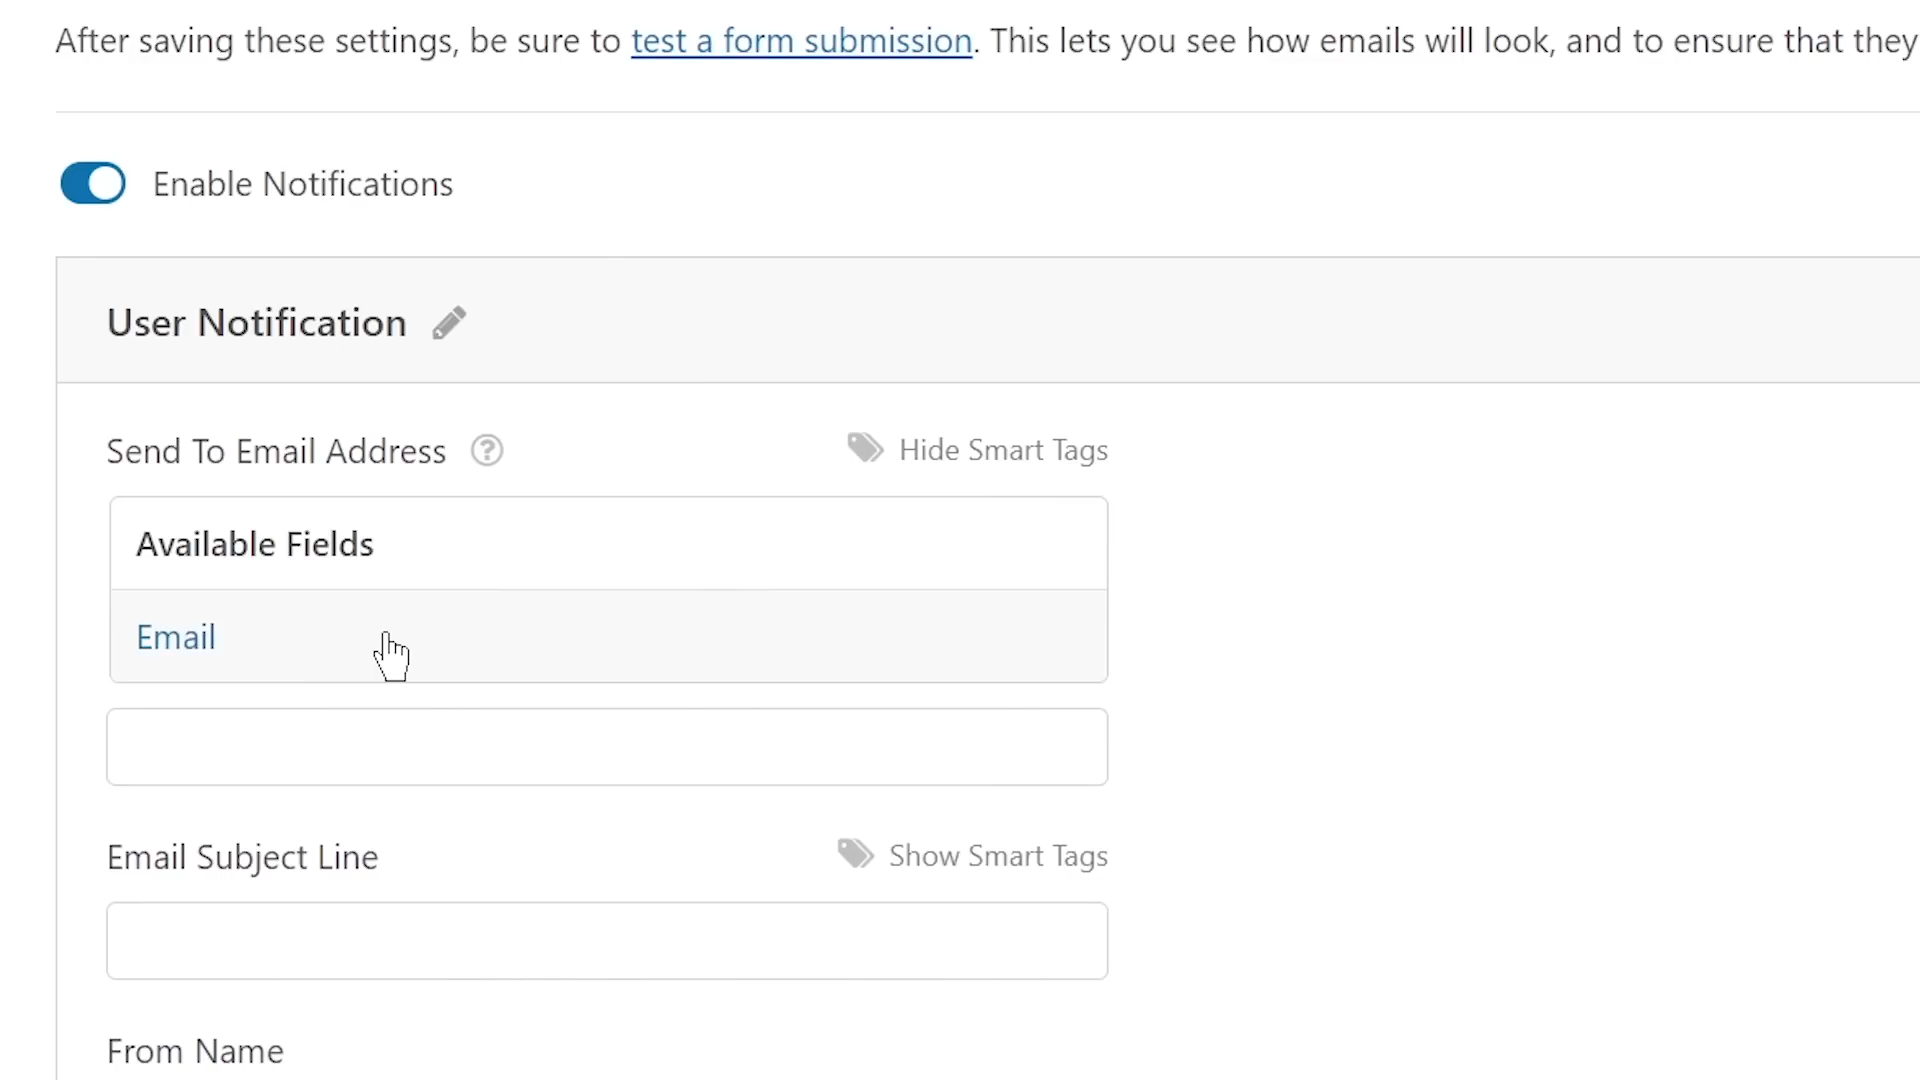 After saving these settings, be sure to test a form submission. This lets you see how emails will look, and to ensure that they
Enable Notifications
User Notification
Send To Email Address
Hide Smart Tags
Available Fields
Email
Email Subject Line
Show Smart Tags
From Name